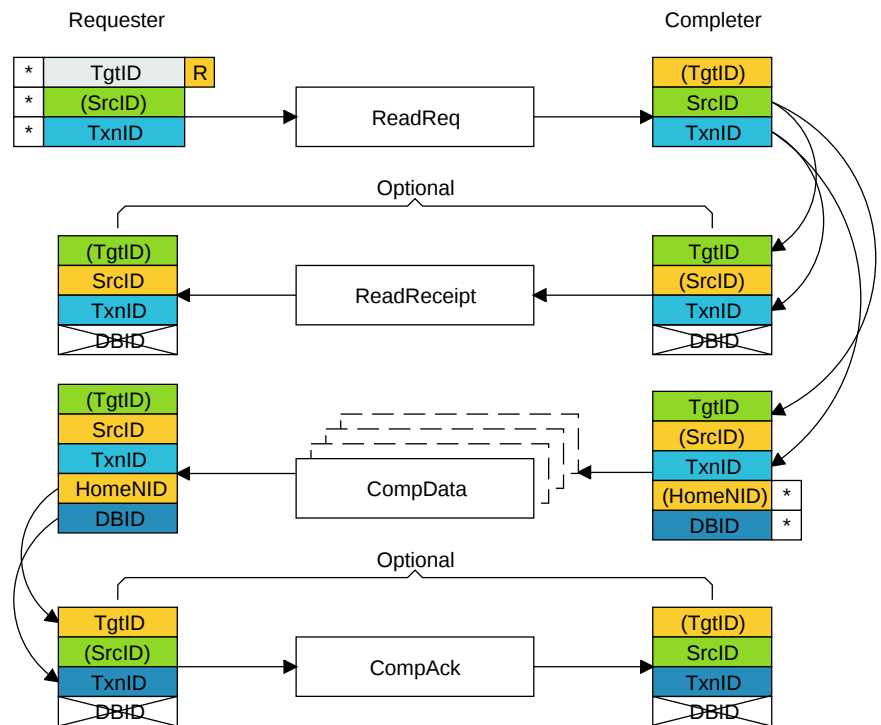 Requester
Completer
* TgtID R
* (SrcID)
* TxnID
ReadReq
(TgtID)
SrcID
TxnID
Optional
(TgtID)
SrcID
TxnID
DBID
ReadReceipt
TgtID
(SrcID)
TxnID
DBID
(TgtID)
SrcID
TxnID
HomeNID
DBID
CompData
TgtID
(SrcID)
TxnID
(HomeNID) *
DBID *
Optional
TgtID
(SrcID)
TxnID
DBID
CompAck
(TgtID)
SrcID
TxnID
DBID